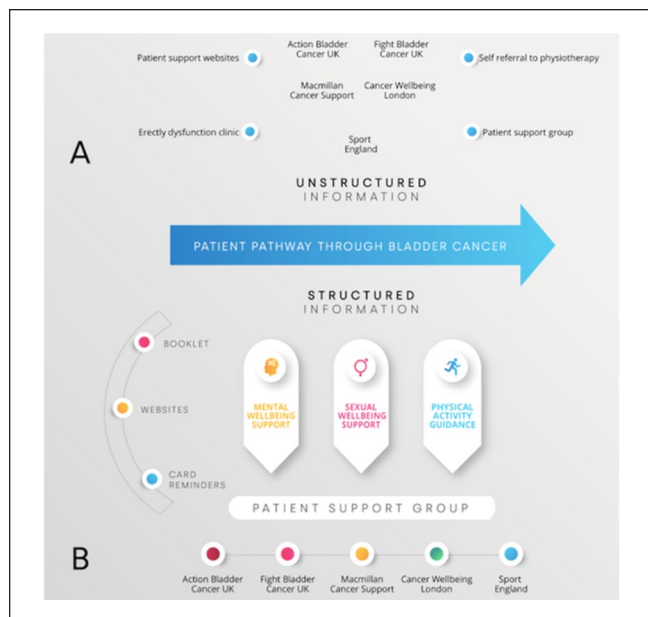 Action Bladder
Cancer UK
Fight Bladder
Cancer UK
Patient support websites
Self referral to physiotherapy
Macmillan
Cancer Support
Cancer Wellbeing
London
Erectly dysfunction clinic
Sport
England
Patient support group
A
UNSTRUCTURED
INFORMATION
PATIENT PATHWAY THROUGH BLADDER CANCER
STRUCTURED
INFORMATION
BOOKLET
WEBSITES
CARD
REMINDERS
MENTAL
WELLBEING
SUPPORT
SEXUAL
WELLBEING
SUPPORT
PHYSICAL
ACTIVITY
GUIDANCE
PATIENT SUPPORT GROUP
B
Action Bladder
Cancer UK
Fight Bladder
Cancer UK
Macmillan
Cancer Support
Cancer Wellbeing
London
Sport
England